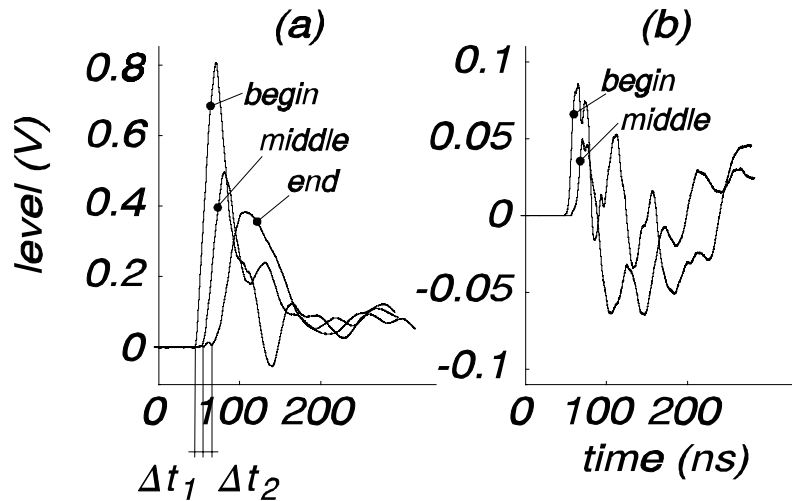 (a)
(b)
level (V)
0.8
0.6
0.4
0.2
0
begin
middle
end
0 100 200
Δt1 Δt2
0.1
0.05
0
-0.05
-0.1
begin
middle
0 100 200
time (ns)